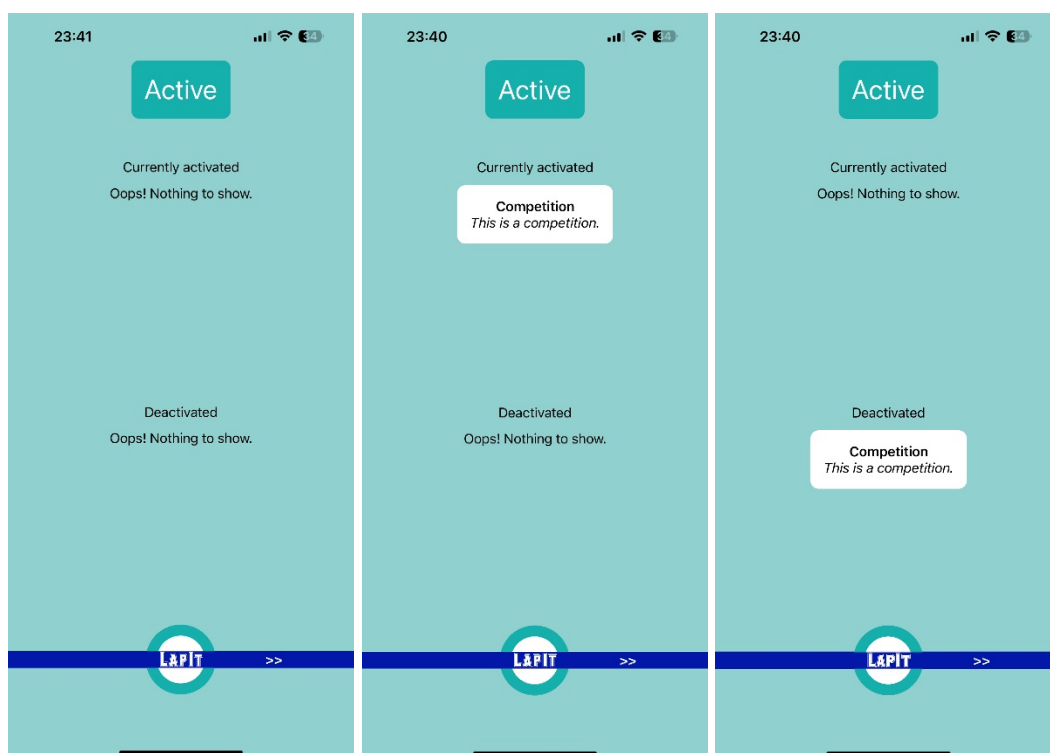 23:41
34
Active
Currently activated
Oops! Nothing to show.
Deactivated
Oops! Nothing to show.
LAPIT >>
23:40
34
Active
Currently activated
Competition
This is a competition.
Deactivated
Oops! Nothing to show.
LAPIT >>
23:40
34
Active
Currently activated
Oops! Nothing to show.
Deactivated
Competition
This is a competition.
LAPIT >>